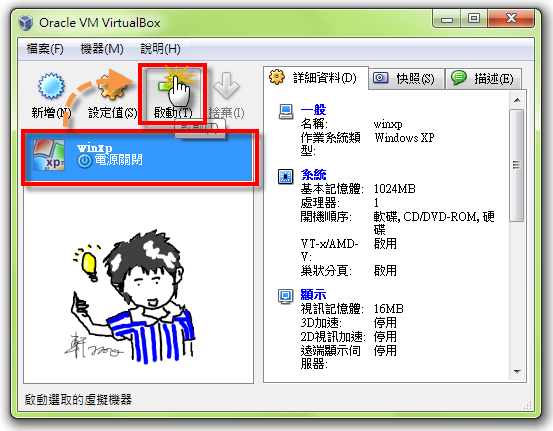 Oracle VM VirtualBox
檔案(F) 機器(M) 說明(H)
新增(N) 設定值(S) 啟動(T) 捨棄(I)
winxp
電源關閉
詳細資料(D) 快照(S) 描述(E)
一般
名稱: winxp
作業系統類型: Windows XP
系統
基本記憶體: 1024MB
處理器: 1
開機順序: 軟碟, CD/DVD-ROM, 硬
碟
VT-x/AMD-
V: 啟用
巢狀分頁: 啟用
顯示
視訊記憶體: 16MB
3D加速: 停用
2D視訊加速: 停用
遠端顯示伺
服器: 停用
啟動選取的虛擬機器